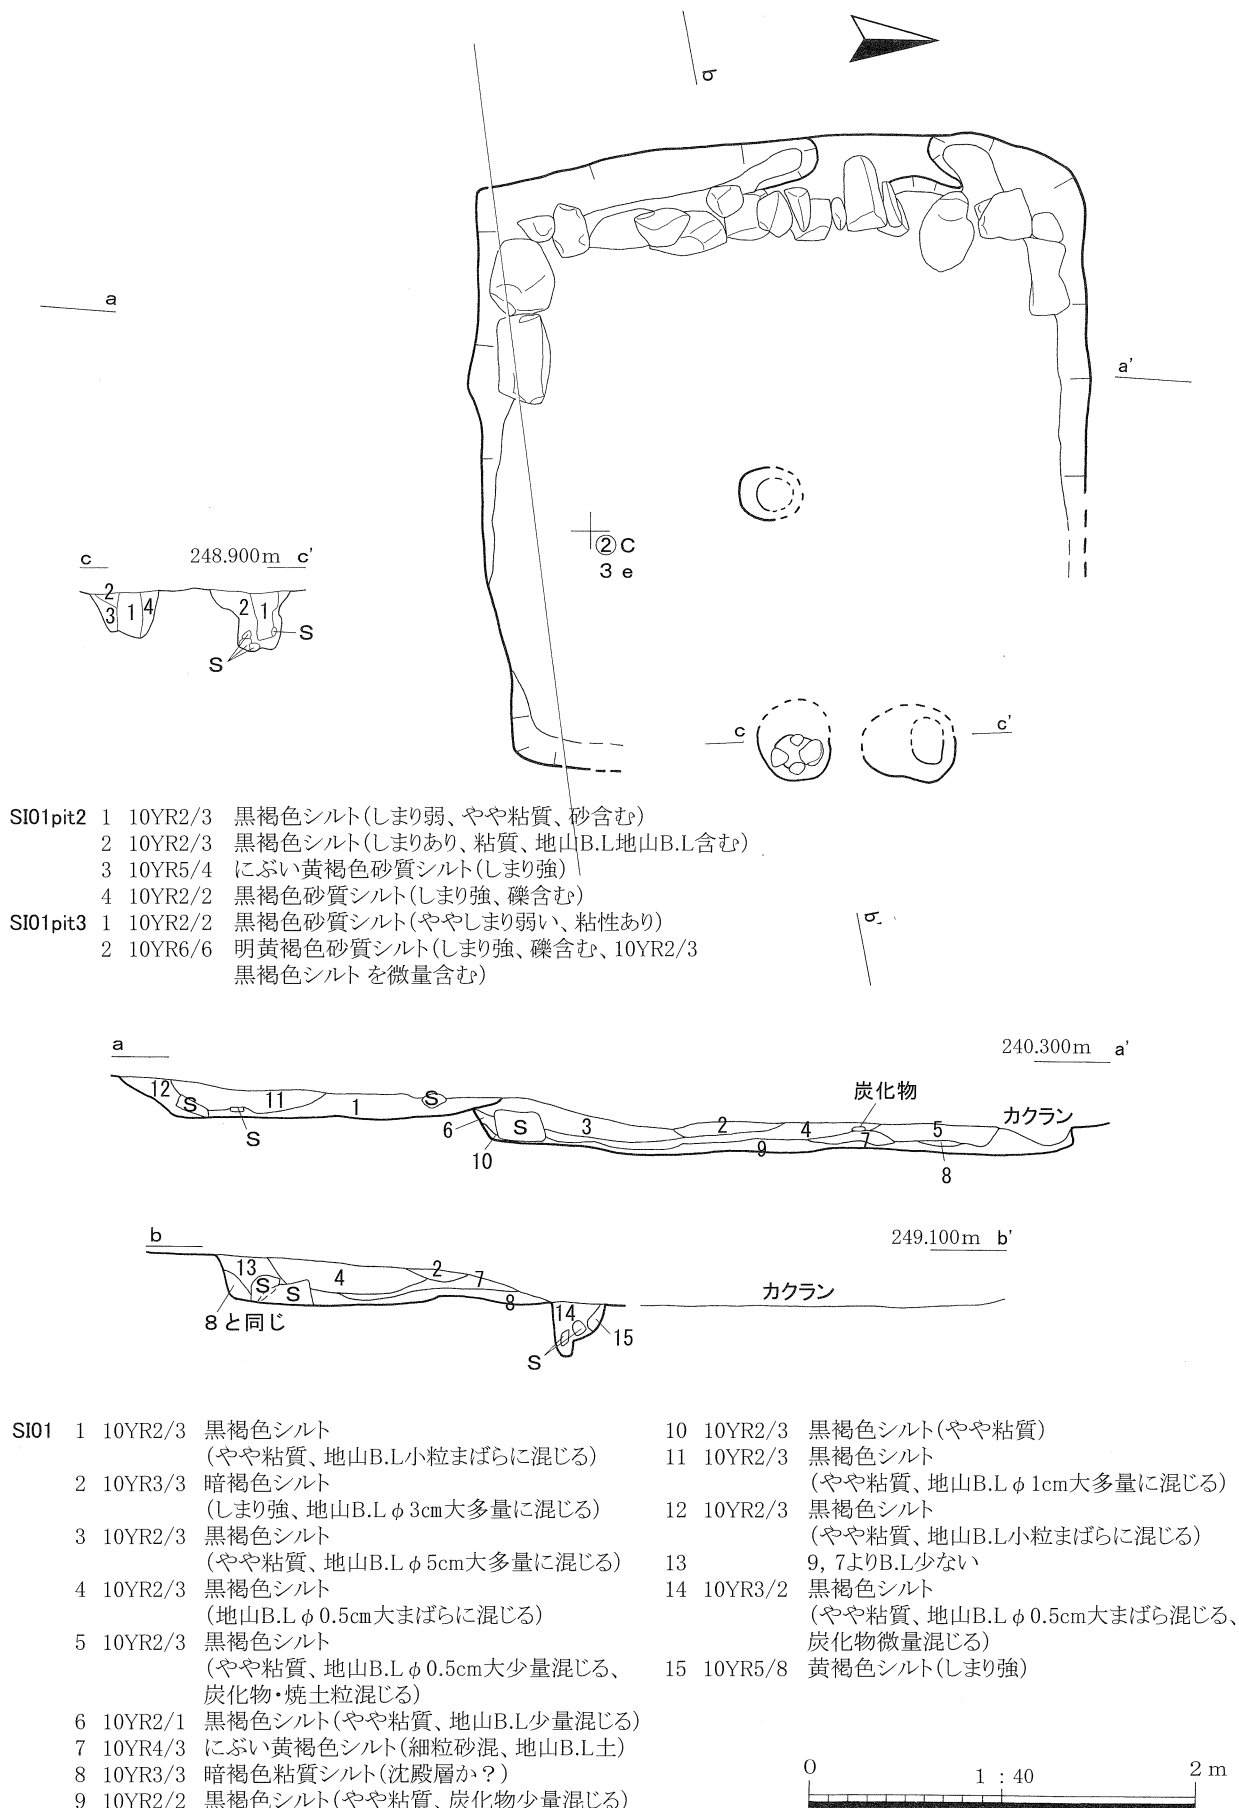 b
a
a'
②C
3 e
c 248.900m c'
2
3 1 4
2 1
S
S
c c'
SI01pit2 1 10YR2/3 黒褐色シルト(しまり弱、やや粘質、砂含む)
2 10YR2/3 黒褐色シルト(しまりあり、粘質、地山B.L地山B.L含む)
3 10YR5/4 にぶい黄褐色砂質シルト(しまり強)
4 10YR2/2 黒褐色砂質シルト(しまり強、礫含む)
SI01pit3 1 10YR2/2 黒褐色砂質シルト(ややしまり弱い、粘性あり)
2 10YR6/6 明黄褐色砂質シルト(しまり強、礫含む、10YR2/3
黒褐色シルト を微量含む)
b'
a 240.300m a'
12 S 11 1 S 炭化物 カクラン
S 6 S 3 2 4 7 5
10 9 8
b 249.100m b'
13 4 2 7
S S 8 カクラン
8と同じ 14 15
S
SI01 1 10YR2/3 黒褐色シルト
(やや粘質、地山B.L小粒まばらに混じる)
2 10YR3/3 暗褐色シルト
(しまり強、地山B.Lφ3cm大多量に混じる)
3 10YR2/3 黒褐色シルト
(やや粘質、地山B.Lφ5cm大多量に混じる)
4 10YR2/3 黒褐色シルト
(地山B.Lφ0.5cm大まばらに混じる)
5 10YR2/3 黒褐色シルト
(やや粘質、地山B.Lφ0.5cm大少量混じる、
炭化物・焼土粒混じる)
6 10YR2/1 黒褐色シルト(やや粘質、地山B.L少量混じる)
7 10YR4/3 にぶい黄褐色シルト(細粒砂混、地山B.L土)
8 10YR3/3 暗褐色粘質シルト(沈殿層か?)
9 10YR2/2 黒褐色シルト(やや粘質、炭化物少量混じる)
10 10YR2/3 黒褐色シルト(やや粘質)
11 10YR2/3 黒褐色シルト
(やや粘質、地山B.Lφ1cm大多量に混じる)
12 10YR2/3 黒褐色シルト
(やや粘質、地山B.L小粒まばらに混じる)
13 9, 7よりB.L少ない
14 10YR3/2 黒褐色シルト
(やや粘質、地山B.Lφ0.5cm大まばら混じる、
炭化物微量混じる)
15 10YR5/8 黄褐色シルト(しまり強)
0 1:40 2m